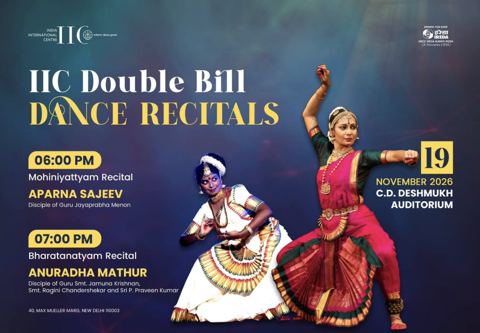 INDIA
INTERNATIONAL
CENTRE
IIC
IIC Double Bill
DANCE RECITALS
06:00 PM
Mohiniyattyam Recital
APARNA SAJEEV
Disciple of Guru Jayaprabha Menon
07:00 PM
Bharatanatyam Recital
ANURADHA MATHUR
Disciple of Guru Smt. Jamuna Krishnan,
Smt. Ragini Chandershekar and Sri P. Praveen Kumar
40, MAX MUELLER MARG, NEW DELHI 110003
IREDA
19
NOVEMBER 2026
C.D. DESHMUKH
AUDITORIUM